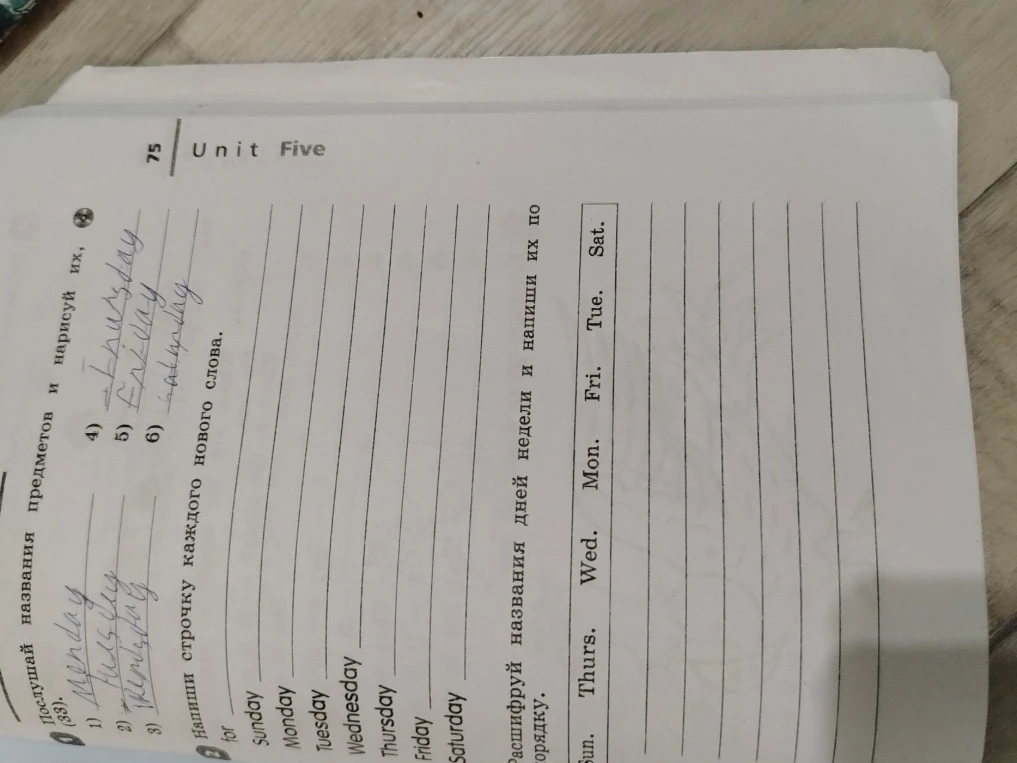 Послушай названия предметов и нарисуй их,
(33).
1) Monday 4) Thursday
2) Tuesday 5) Friday
3) 6) Saturday
75
Напиши строчку каждого нового слова.
Unit Five
for
Sunday
Monday
Tuesday
Wednesday
Thursday
Friday
Saturday
Расшифруй названия дней недели и напиши их по
порядку.
Sun. Thurs. Wed. Mon. Fri. Tue. Sat.